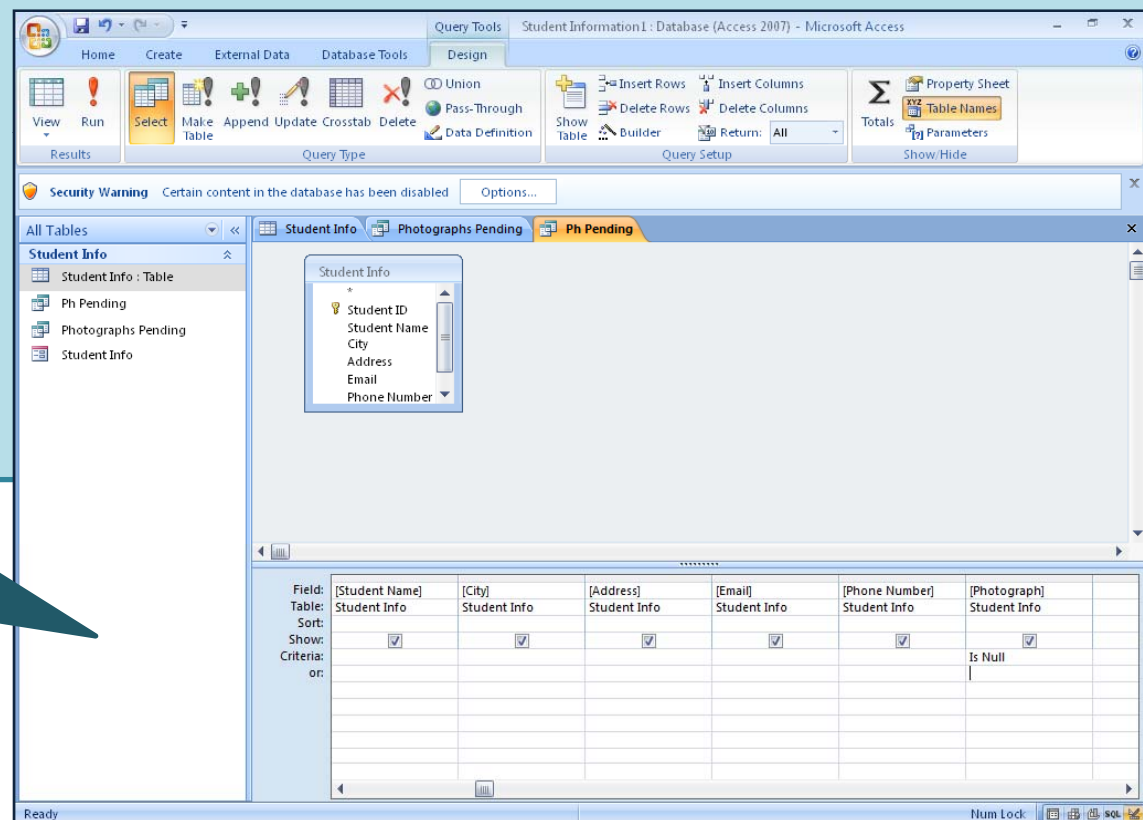 Query Tools Student Information1 : Database (Access 2007) - Microsoft Access
Home Create External Data Database Tools Design
View
Run
Select
Make Table
Append
Update
Crosstab
Delete
Union
Pass-Through
Data Definition
Show Table
Insert Rows
Delete Rows
Builder
Insert Columns
Delete Columns
Return: All
Σ
Totals
Property Sheet
XYZ Table Names
[?] Parameters
Results Query Type Query Setup Show/Hide
Security Warning Certain content in the database has been disabled Options...
All Tables
Student Info
Student Info : Table
Ph Pending
Photographs Pending
Student Info
Student Info Photographs Pending Ph Pending
Student Info
*
Student ID
Student Name
City
Address
Email
Phone Number
Field: [Student Name] [City] [Address] [Email] [Phone Number] [Photograph]
Table: Student Info Student Info Student Info Student Info Student Info Student Info
Sort:
Show:
Criteria: Is Null
or:
Ready Num Lock SQL